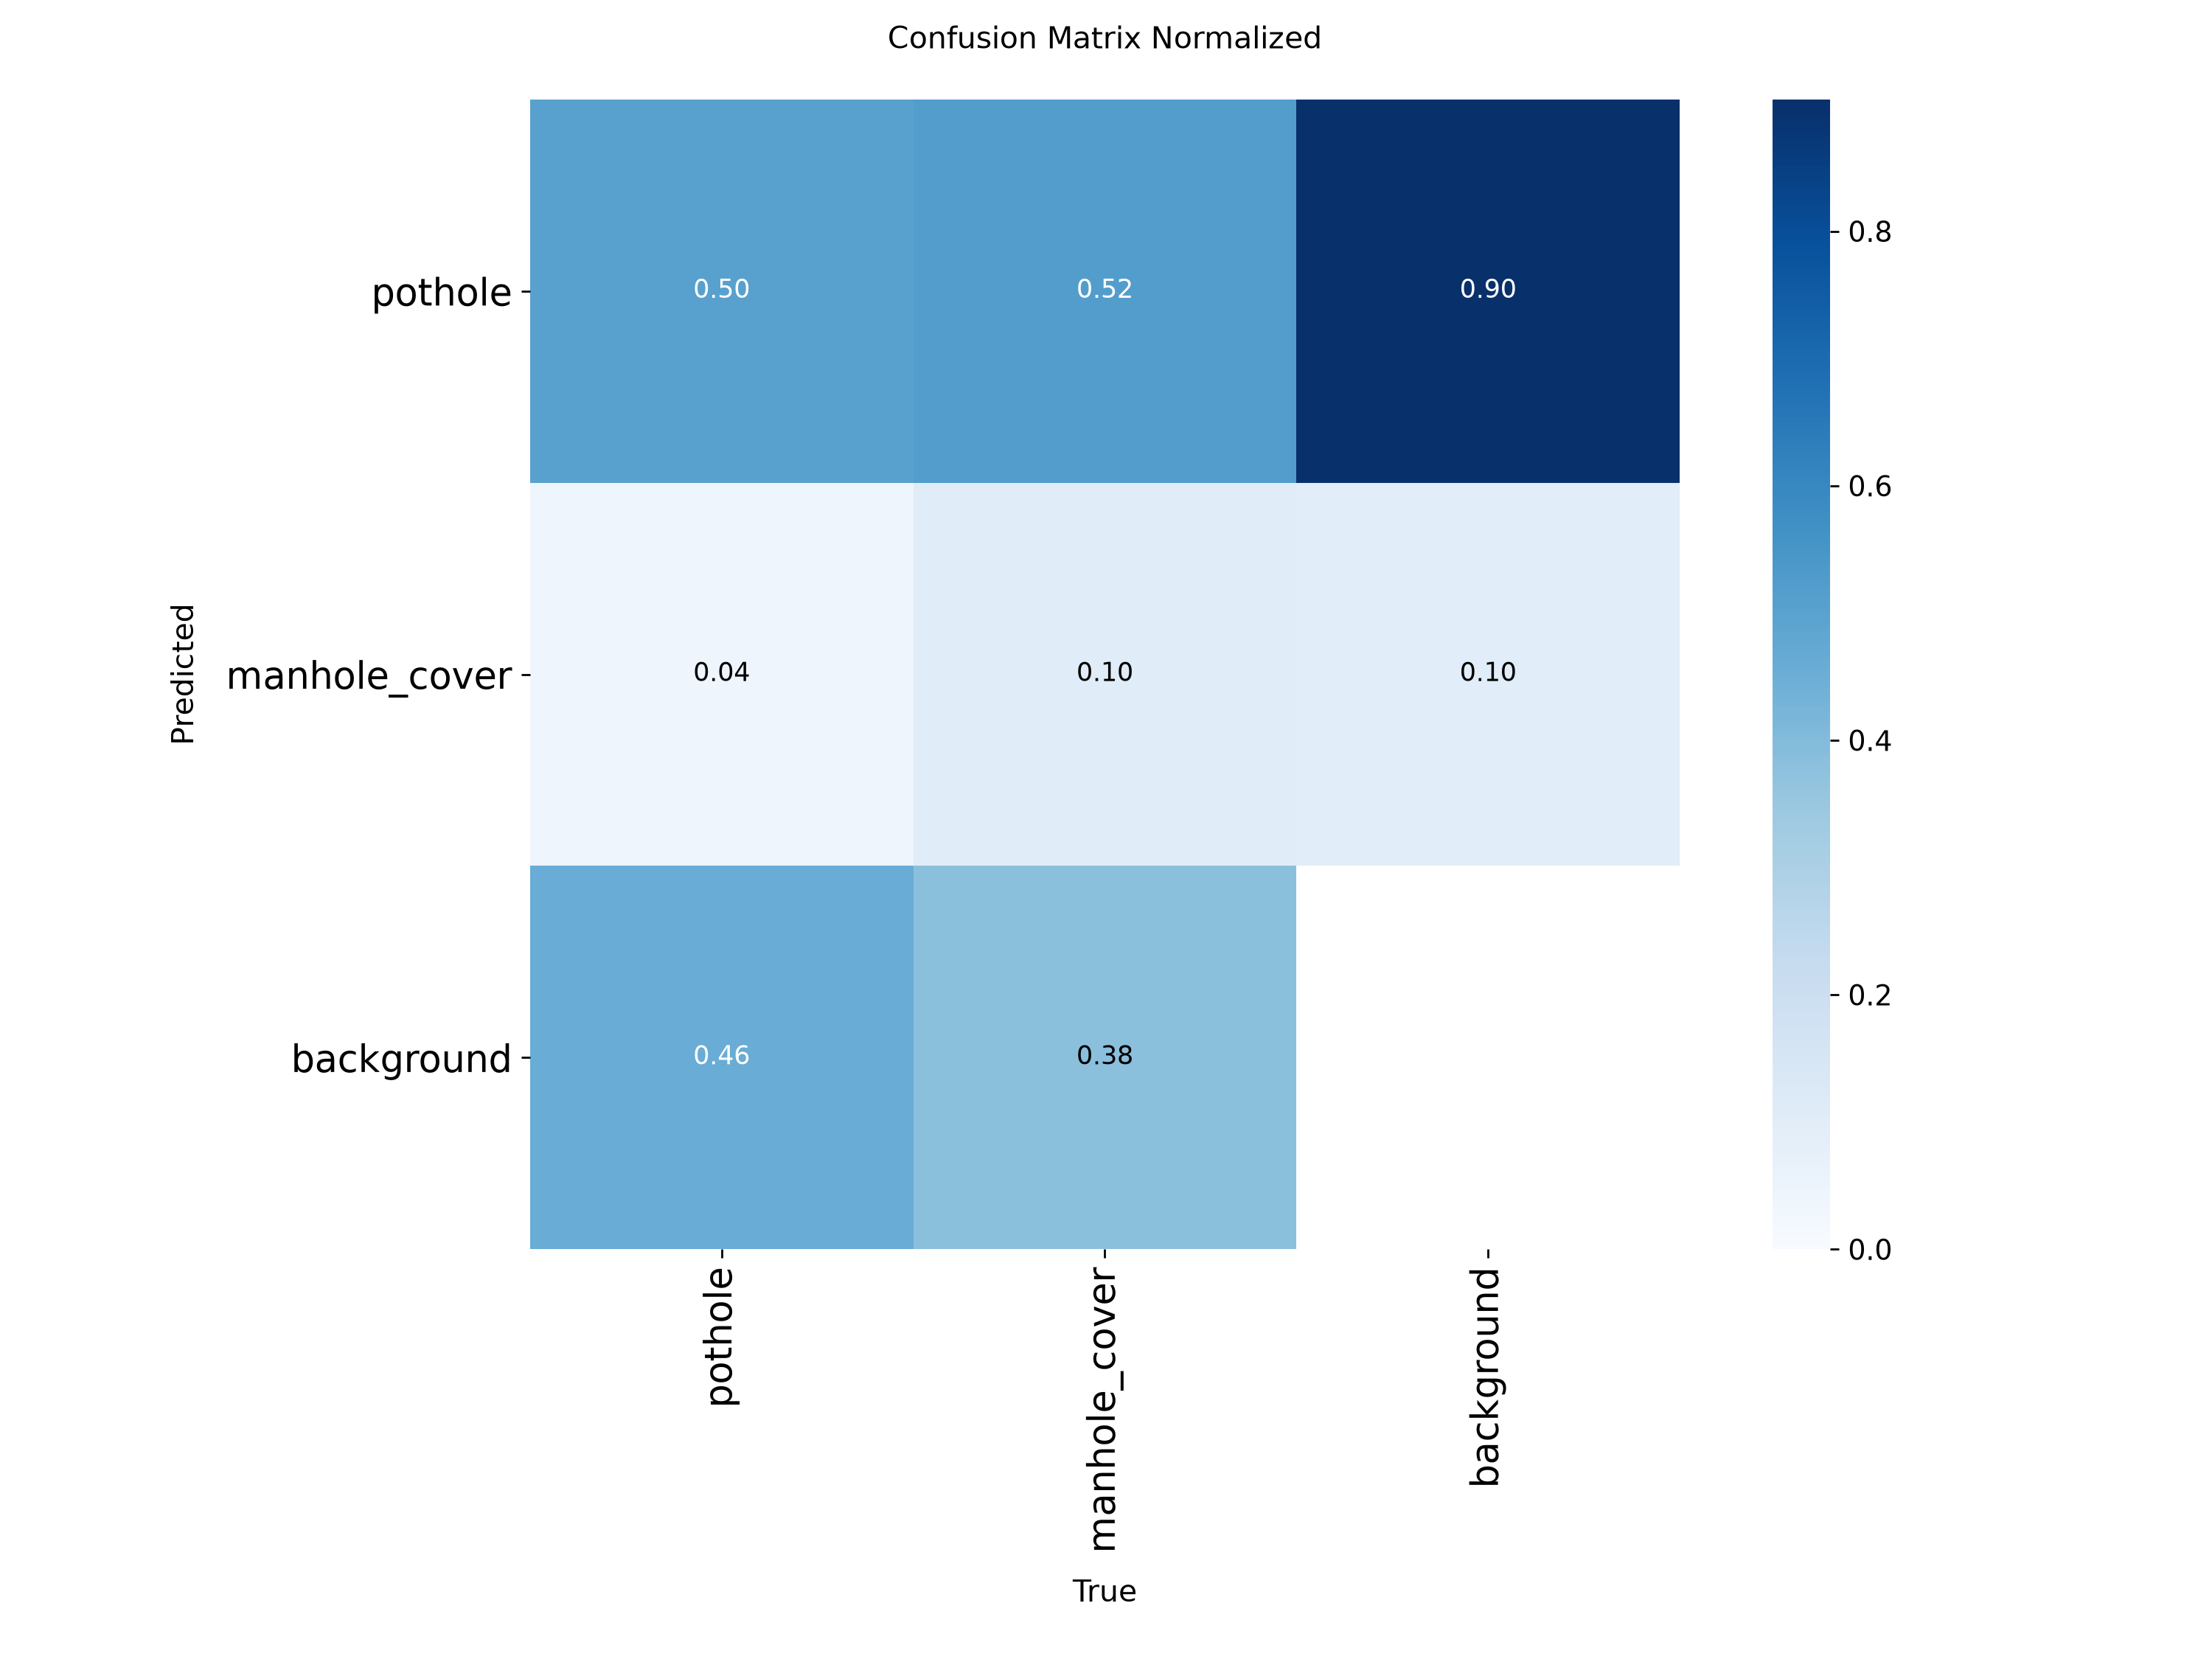 Confusion Matrix Normalized
Predicted
pothole
0.50
0.52
0.90
manhole_cover
0.04
0.10
0.10
background
0.46
0.38
pothole
manhole_cover
background
True
0.8
0.6
0.4
0.2
0.0